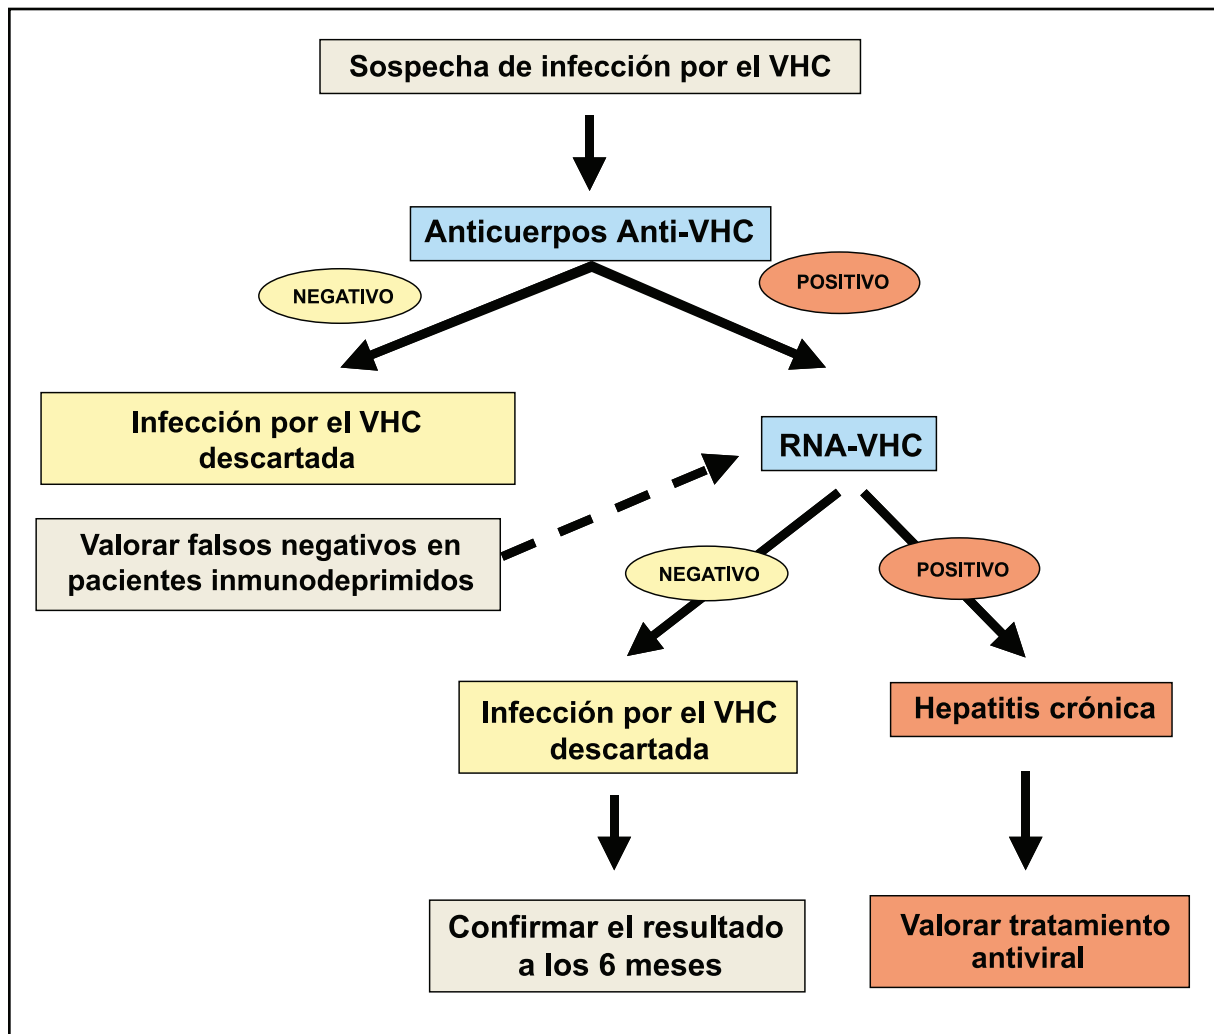 Sospecha de infección por el VHC
Anticuerpos Anti-VHC
NEGATIVO
POSITIVO
Infección por el VHC
descartada
RNA-VHC
Valorar falsos negativos en
pacientes inmunodeprimidos
NEGATIVO
POSITIVO
Infección por el VHC
descartada
Hepatitis crónica
Confirmar el resultado
a los 6 meses
Valorar tratamiento
antiviral